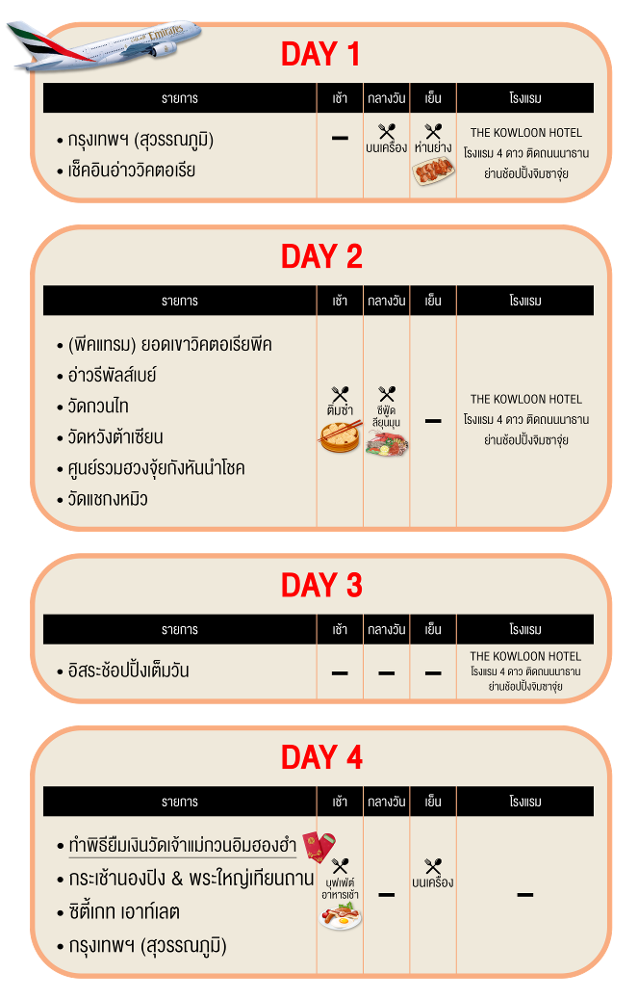 Emirates
DAY 1
รายการ เช้า กลางวัน เย็น โรงแรม
• กรุงเทพฯ (สุวรรณภูมิ)
• เช็คอินอ่าววิคตอเรีย
–
บนเครื่อง
ห่านย่าง
THE KOWLOON HOTEL
โรงแรม 4 ดาว ติดถนนนาธาน
ย่านช้อปปิ้งจิมซาจุ่ย
DAY 2
รายการ เช้า กลางวัน เย็น โรงแรม
• (พีคแทรม) ยอดเขาวิคตอเรียพีค
• อ่าวรีพัลส์เบย์
• วัดกวนไท
• วัดหวังต้าเซียน
• ศูนย์รวมฮวงจุ้ยกังหันนำโชค
• วัดแชกงหมิว
ติ่มซำ
ซีฟู้ด
ลียุนมุน
–
THE KOWLOON HOTEL
โรงแรม 4 ดาว ติดถนนนาธาน
ย่านช้อปปิ้งจิมซาจุ่ย
DAY 3
รายการ เช้า กลางวัน เย็น โรงแรม
• อิสระช้อปปิ้งเต็มวัน
– – –
THE KOWLOON HOTEL
โรงแรม 4 ดาว ติดถนนนาธาน
ย่านช้อปปิ้งจิมซาจุ่ย
DAY 4
รายการ เช้า กลางวัน เย็น โรงแรม
• ทำพิธียืมเงินวัดเจ้าแม่กวนอิมฮองฮำ
• กระเช้านองปิง & พระใหญ่เทียนถาน
• ซิตี้เกท เอาท์เลต
• กรุงเทพฯ (สุวรรณภูมิ)
บุฟเฟ่ต์
อาหารเช้า
–
บนเครื่อง
–